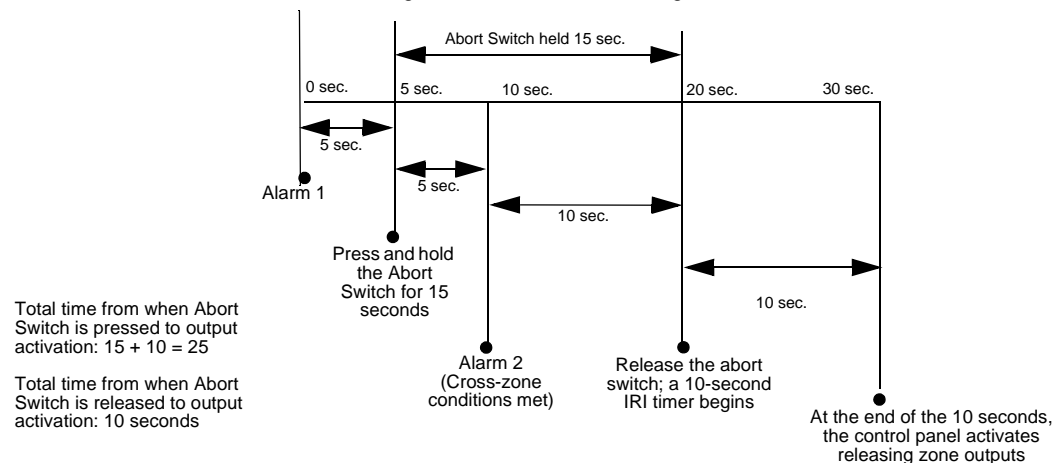 Abort Switch held 15 sec.
0 sec.
5 sec.
10 sec.
20 sec.
30 sec.
5 sec.
Alarm 1
5 sec.
10 sec.
Press and hold
the Abort
Switch for 15
seconds
10 sec.
Total time from when Abort
Switch is pressed to output
activation: 15 + 10 = 25
Total time from when Abort
Switch is released to output
activation: 10 seconds
Alarm 2
(Cross-zone
conditions met)
Release the abort
switch; a 10-second
IRI timer begins
At the end of the 10 seconds,
the control panel activates
releasing zone outputs